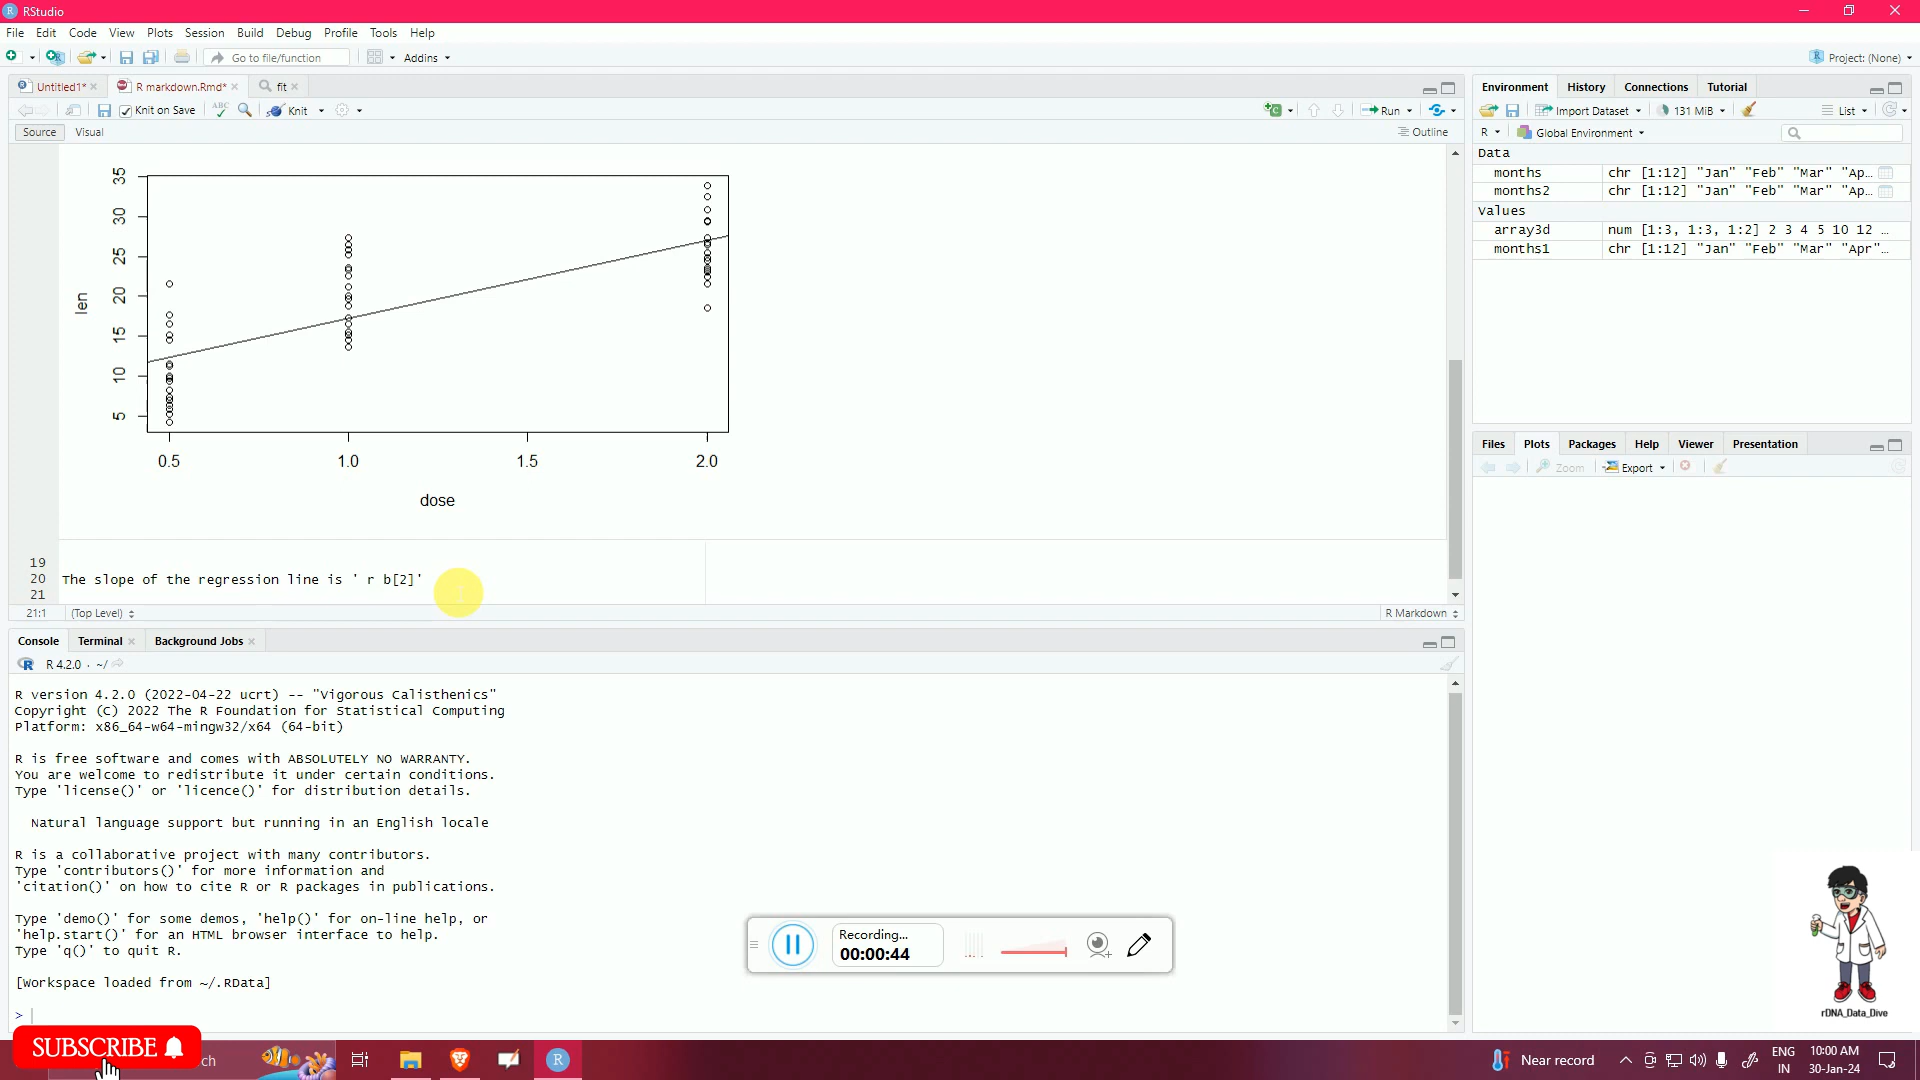 RStudio
File Edit Code View Plots Session Build Debug Profile Tools Help
Go to file/function Addins Project: (None)
Untitled1* R markdown.Rmd* fit
Knit on Save ABC Knit Run
Source Visual Outline
35
30
25
20
15
10
5
len
0.5 1.0 1.5 2.0
dose
19
20 The slope of the regression line is ' r b[2]'
21
21:1 (Top Level) R Markdown
Console Terminal Background Jobs
R 4.2.0 · ~/
R version 4.2.0 (2022-04-22 ucrt) -- "Vigorous Calisthenics"
Copyright (C) 2022 The R Foundation for Statistical Computing
Platform: x86_64-w64-mingw32/x64 (64-bit)
R is free software and comes with ABSOLUTELY NO WARRANTY.
You are welcome to redistribute it under certain conditions.
Type 'license()' or 'licence()' for distribution details.
Natural language support but running in an English locale
R is a collaborative project with many contributors.
Type 'contributors()' for more information and
'citation()' on how to cite R or R packages in publications.
Type 'demo()' for some demos, 'help()' for on-line help, or
'help.start()' for an HTML browser interface to help.
Type 'q()' to quit R.
[Workspace loaded from ~/.RData]
>
Environment History Connections Tutorial
Import Dataset 131 MiB List
R Global Environment
Data
months chr [1:12] "Jan" "Feb" "Mar" "Ap…
months2 chr [1:12] "Jan" "Feb" "Mar" "Ap…
Values
array3d num [1:3, 1:3, 1:2] 2 3 4 5 10 12 …
months1 chr [1:12] "Jan" "Feb" "Mar" "Apr"…
Files Plots Packages Help Viewer Presentation
Zoom Export
Recording...
00:00:44
rDNA_Data_Dive
SUBSCRIBE
ch
Near record
ENG
IN
10:00 AM
30-Jan-24